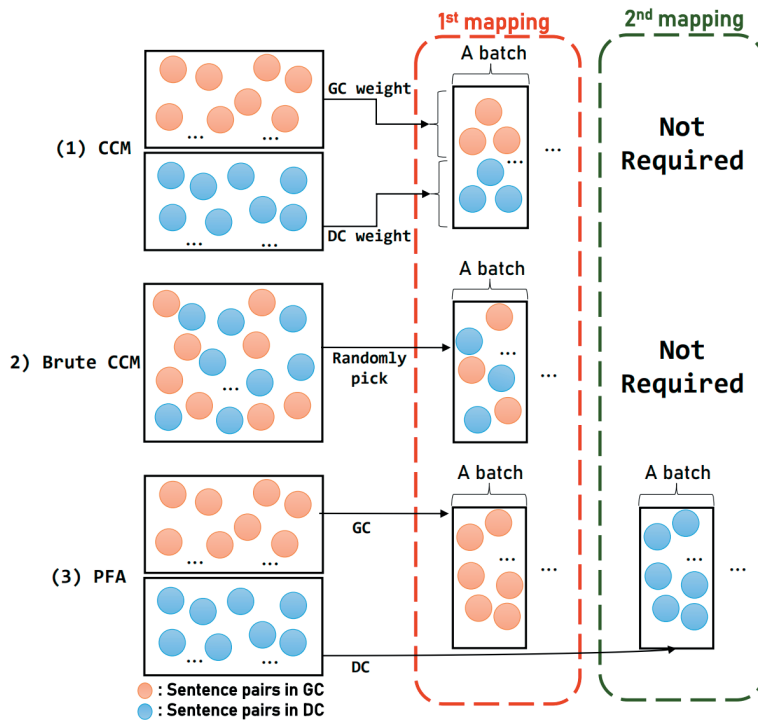 1st mapping
2nd mapping
A batch
GC weight
(1) CCM
...
...
...
...
Not
Required
DC weight
...
...
A batch
2) Brute CCM
Randomly
pick
...
...
...
Not
Required
A batch
A batch
GC
...
...
...
...
...
...
(3) PFA
...
...
DC
: Sentence pairs in GC
: Sentence pairs in DC